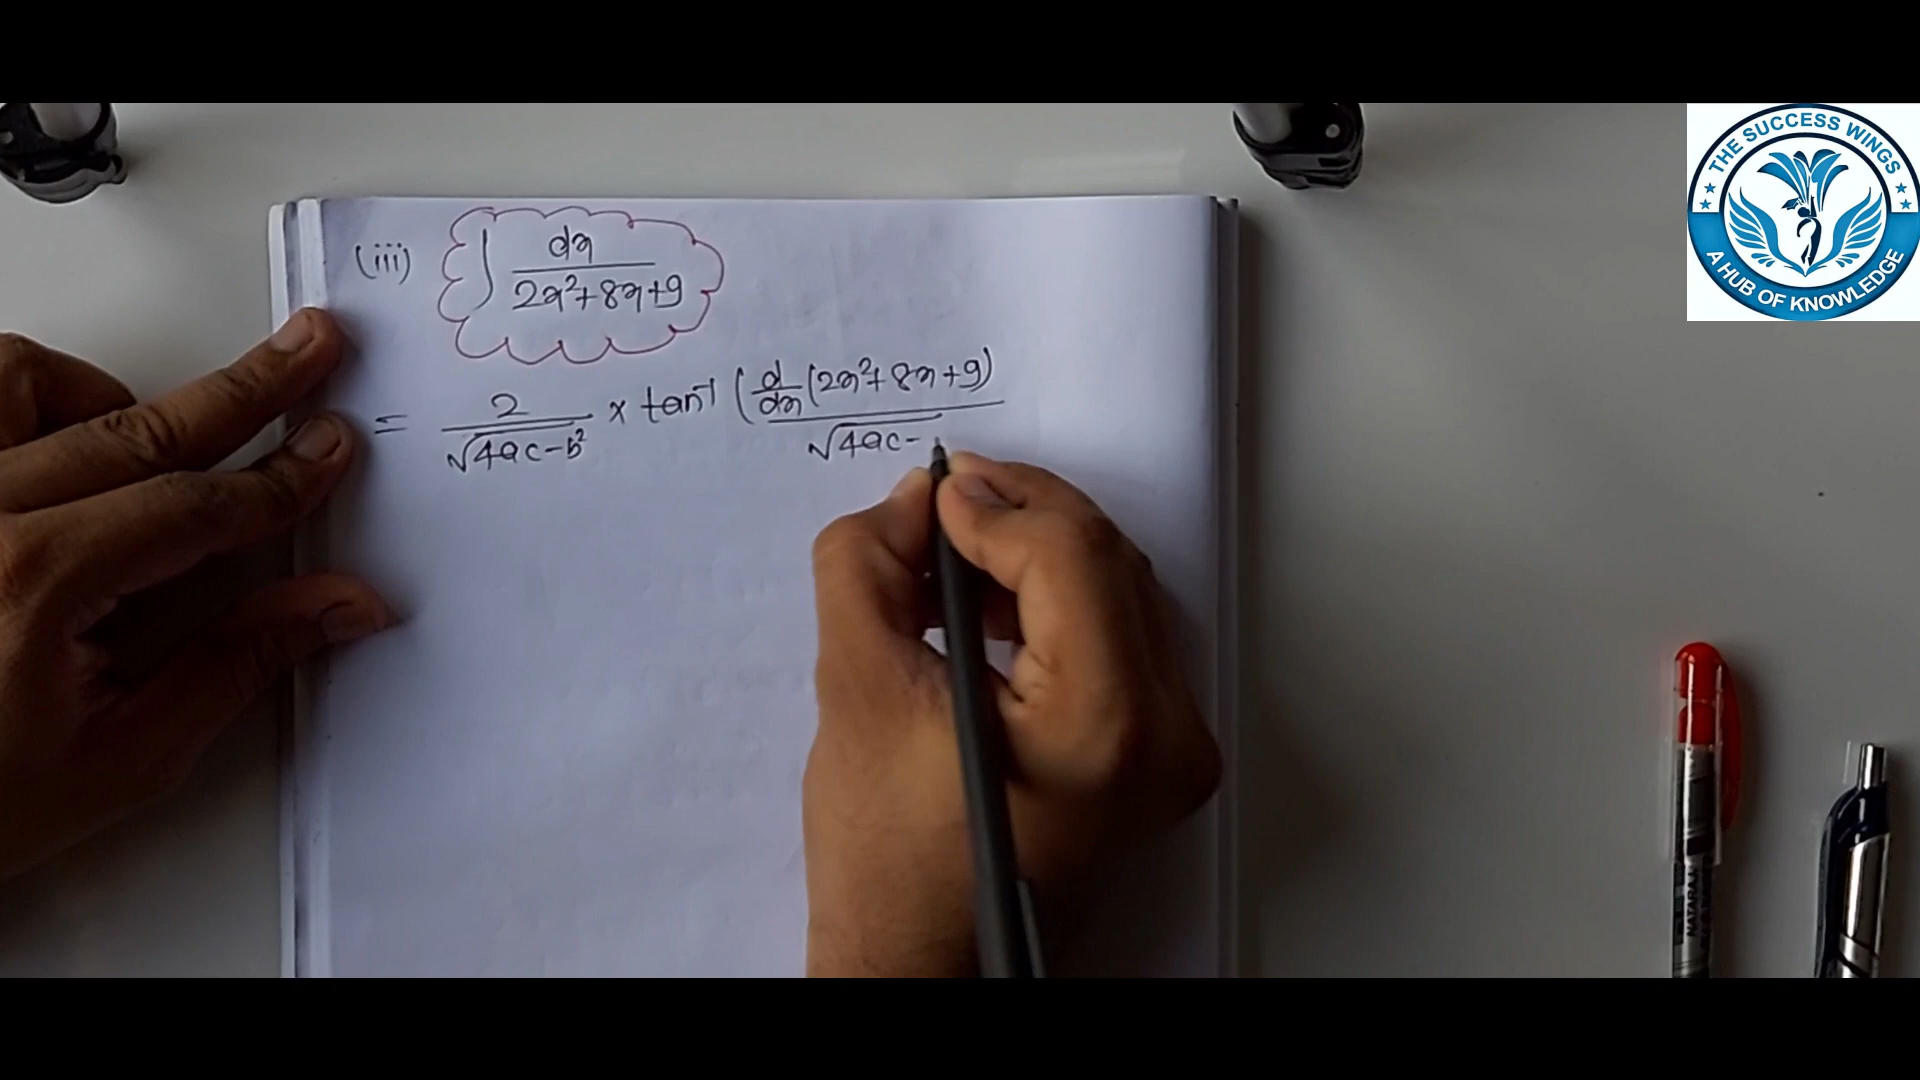 (iii) ∫ dx / 2x²+8x+9
= 2 / √4ac-b² × tan⁻¹ (d/dx (2x²+8x+9) / √4ac-
THE SUCCESS WINGS
A HUB OF KNOWLEDGE
NATARAJ